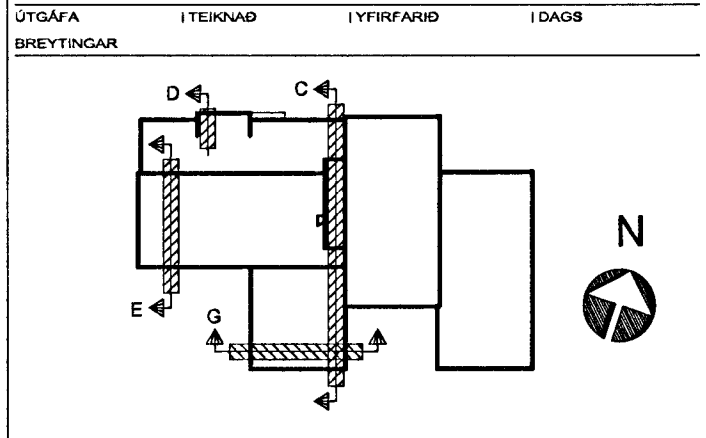 ÚTGÁFA | TEIKNAÐ | YFIRFARIÐ | DAGS
BREYTINGAR
D
C
N
E
G